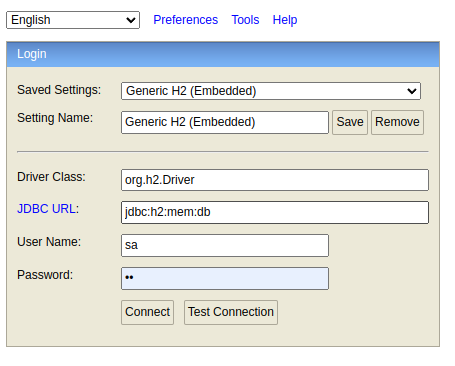 English Preferences Tools Help
Login
Saved Settings: Generic H2 (Embedded)
Setting Name: Generic H2 (Embedded) Save Remove
Driver Class: org.h2.Driver
JDBC URL: jdbc:h2:mem:db
User Name: sa
Password: ••
Connect Test Connection